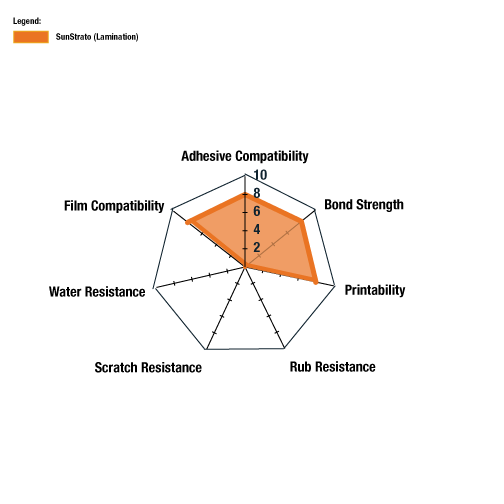 Legend:
SunStrato (Lamination)
Adhesive Compatibility
10
8
6
4
2
Film Compatibility
Bond Strength
Water Resistance
Printability
Scratch Resistance
Rub Resistance